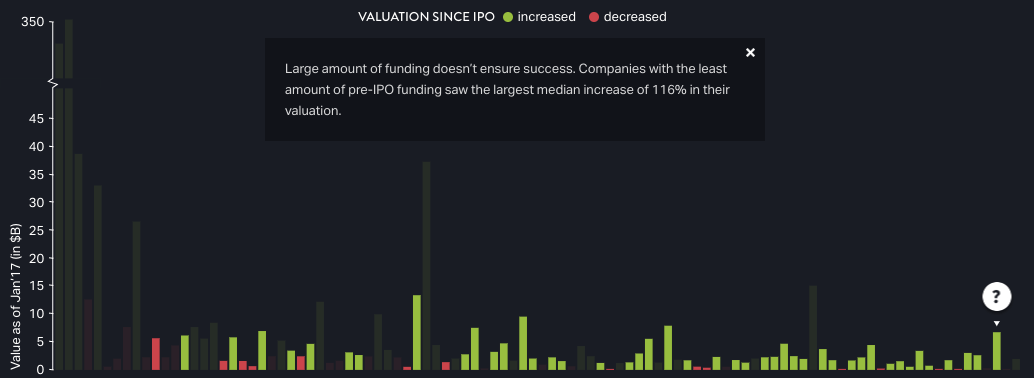 VALUATION SINCE IPO increased decreased
350
Large amount of funding doesn't ensure success. Companies with the least
amount of pre-IPO funding saw the largest median increase of 116% in their
valuation.
45
40
35
30
25
20
15
10
5
0
Value as of Jan'17 (in $B)
?